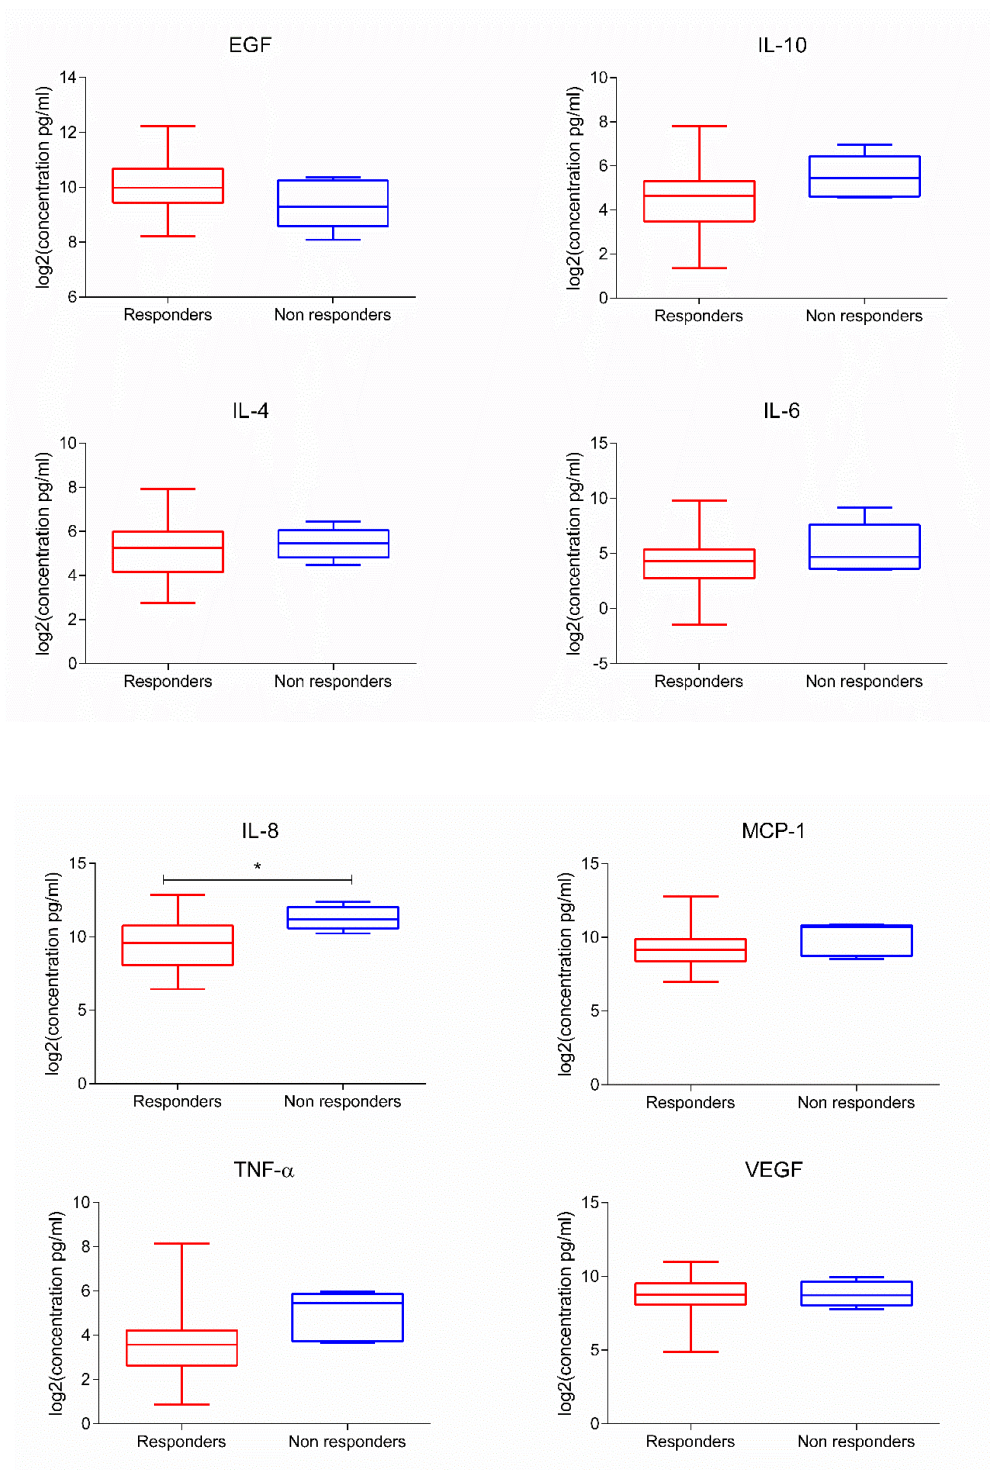 EGF
log2(concentration pg/ml)
14
12
10
8
6
Responders
Non responders
IL-10
log2(concentration pg/ml)
10
8
6
4
2
0
Responders
Non responders
IL-4
log2(concentration pg/ml)
10
8
6
4
2
0
Responders
Non responders
IL-6
log2(concentration pg/ml)
15
10
5
0
-5
Responders
Non responders
IL-8
log2(concentration pg/ml)
15
10
5
0
*
Responders
Non responders
MCP-1
log2(concentration pg/ml)
15
10
5
0
Responders
Non responders
TNF-α
log2(concentration pg/ml)
10
8
6
4
2
0
Responders
Non responders
VEGF
log2(concentration pg/ml)
15
10
5
0
Responders
Non responders